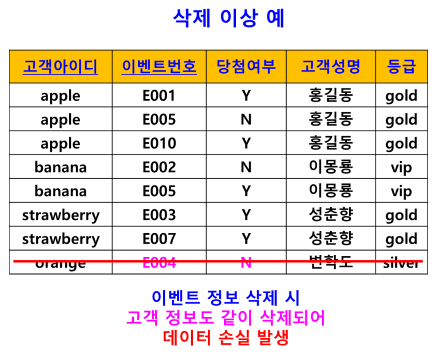 삭제 이상 예
고객아이디 이벤트번호 당첨여부 고객성명 등급
apple E001 Y 홍길동 gold
apple E005 N 홍길동 gold
apple E010 Y 홍길동 gold
banana E002 N 이몽룡 vip
banana E005 Y 이몽룡 vip
strawberry E003 Y 성춘향 gold
strawberry E007 Y 성춘향 gold
orange E004 N 변학도 silver
이벤트 정보 삭제 시
고객 정보도 같이 삭제되어
데이터 손실 발생